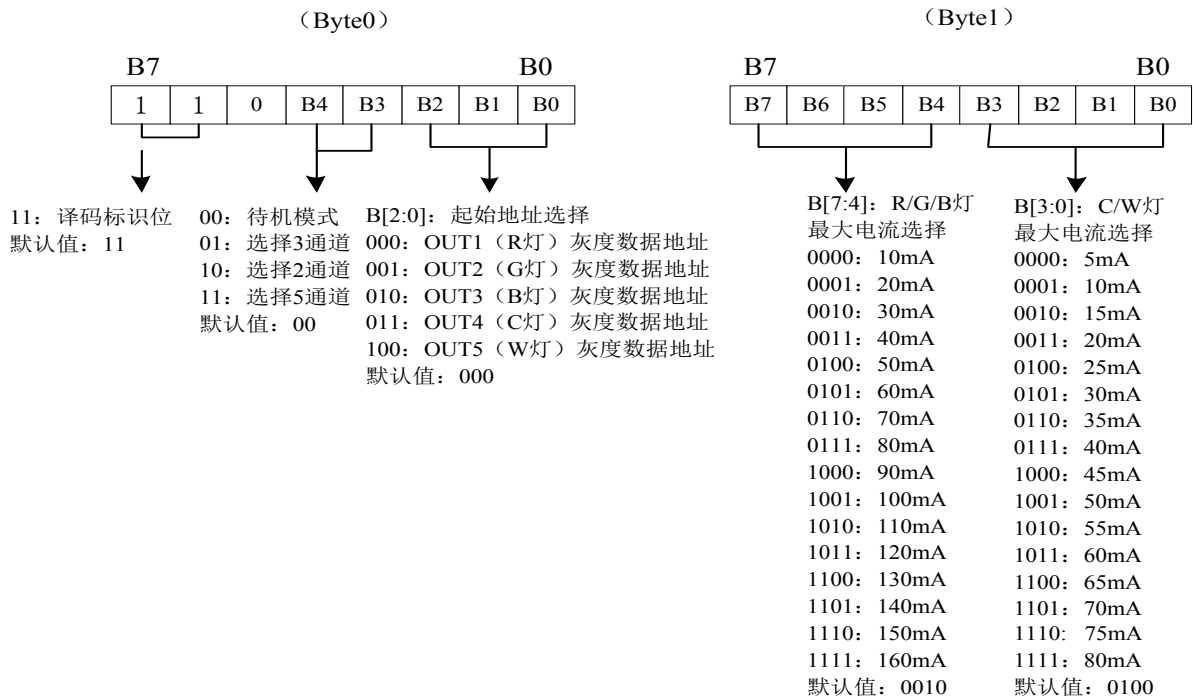 （Byte0）
B7 B0
1 1 0 B4 B3 B2 B1 B0
11：译码标识位
默认值：11
00：待机模式
01：选择3通道
10：选择2通道
11：选择5通道
默认值：00
B[2:0]：起始地址选择
000：OUT1（R灯）灰度数据地址
001：OUT2（G灯）灰度数据地址
010：OUT3（B灯）灰度数据地址
011：OUT4（C灯）灰度数据地址
100：OUT5（W灯）灰度数据地址
默认值：000
（Byte1）
B7 B0
B7 B6 B5 B4 B3 B2 B1 B0
B[7:4]：R/G/B灯
最大电流选择
0000：10mA
0001：20mA
0010：30mA
0011：40mA
0100：50mA
0101：60mA
0110：70mA
0111：80mA
1000：90mA
1001：100mA
1010：110mA
1011：120mA
1100：130mA
1101：140mA
1110：150mA
1111：160mA
默认值：0010
B[3:0]：C/W灯
最大电流选择
0000：5mA
0001：10mA
0010：15mA
0011：20mA
0100：25mA
0101：30mA
0110：35mA
0111：40mA
1000：45mA
1001：50mA
1010：55mA
1011：60mA
1100：65mA
1101：70mA
1110: 75mA
1111：80mA
默认值：0100